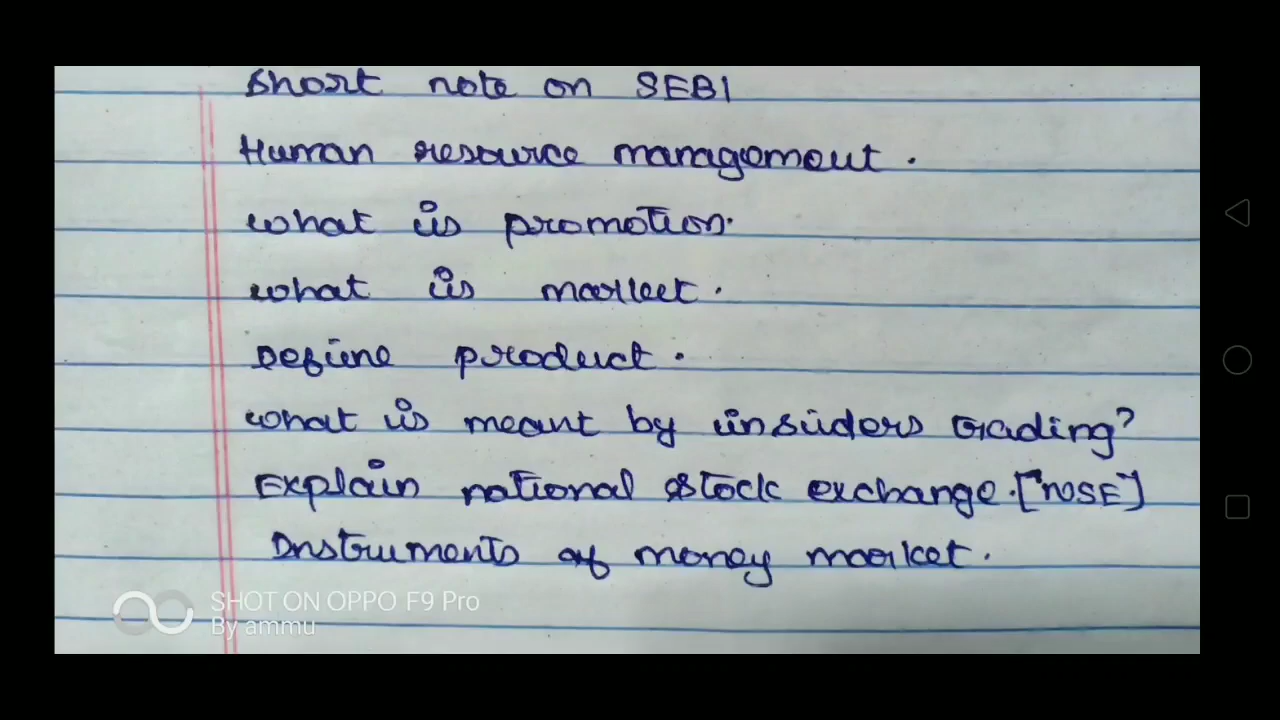 Short note on SEBI
Human resource management.
what is promotion.
what is market.
Define product.
what is meant by insiders trading?
Explain national stock exchange.[NSE]
Instruments of money market.
SHOT ON OPPO F9 Pro
By ammu